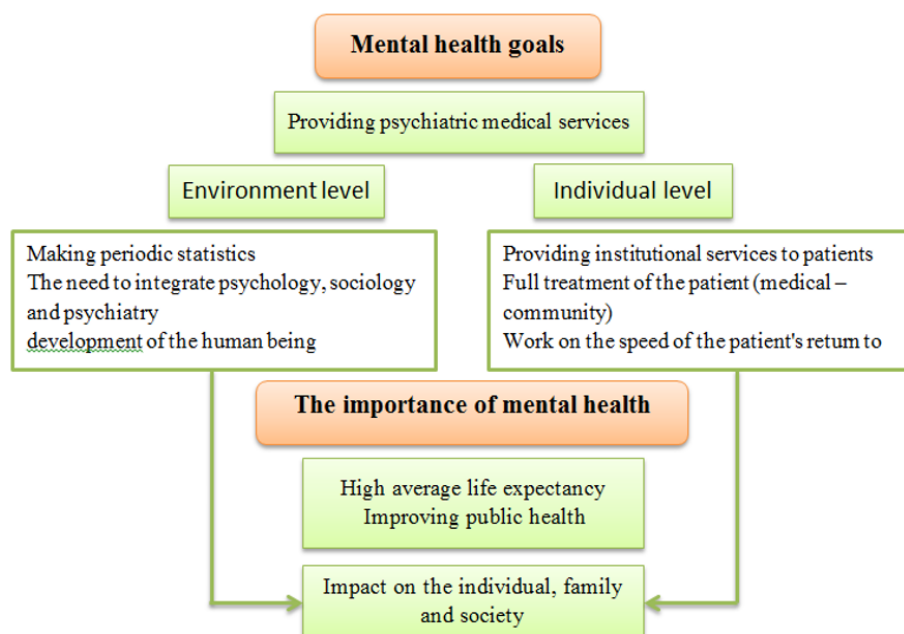 Mental health goals
Providing psychiatric medical services
Environment level
Individual level
Making periodic statistics
The need to integrate psychology, sociology
and psychiatry
development of the human being
Providing institutional services to patients
Full treatment of the patient (medical –
community)
Work on the speed of the patient's return to
The importance of mental health
High average life expectancy
Improving public health
Impact on the individual, family
and society